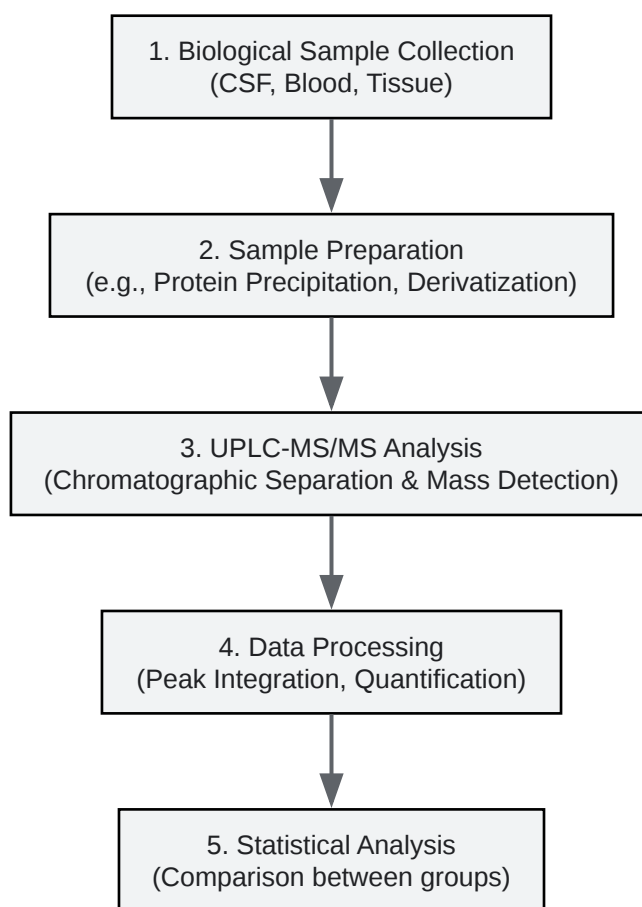 1. Biological Sample Collection
(CSF, Blood, Tissue)
2. Sample Preparation
(e.g., Protein Precipitation, Derivatization)
3. UPLC-MS/MS Analysis
(Chromatographic Separation & Mass Detection)
4. Data Processing
(Peak Integration, Quantification)
5. Statistical Analysis
(Comparison between groups)